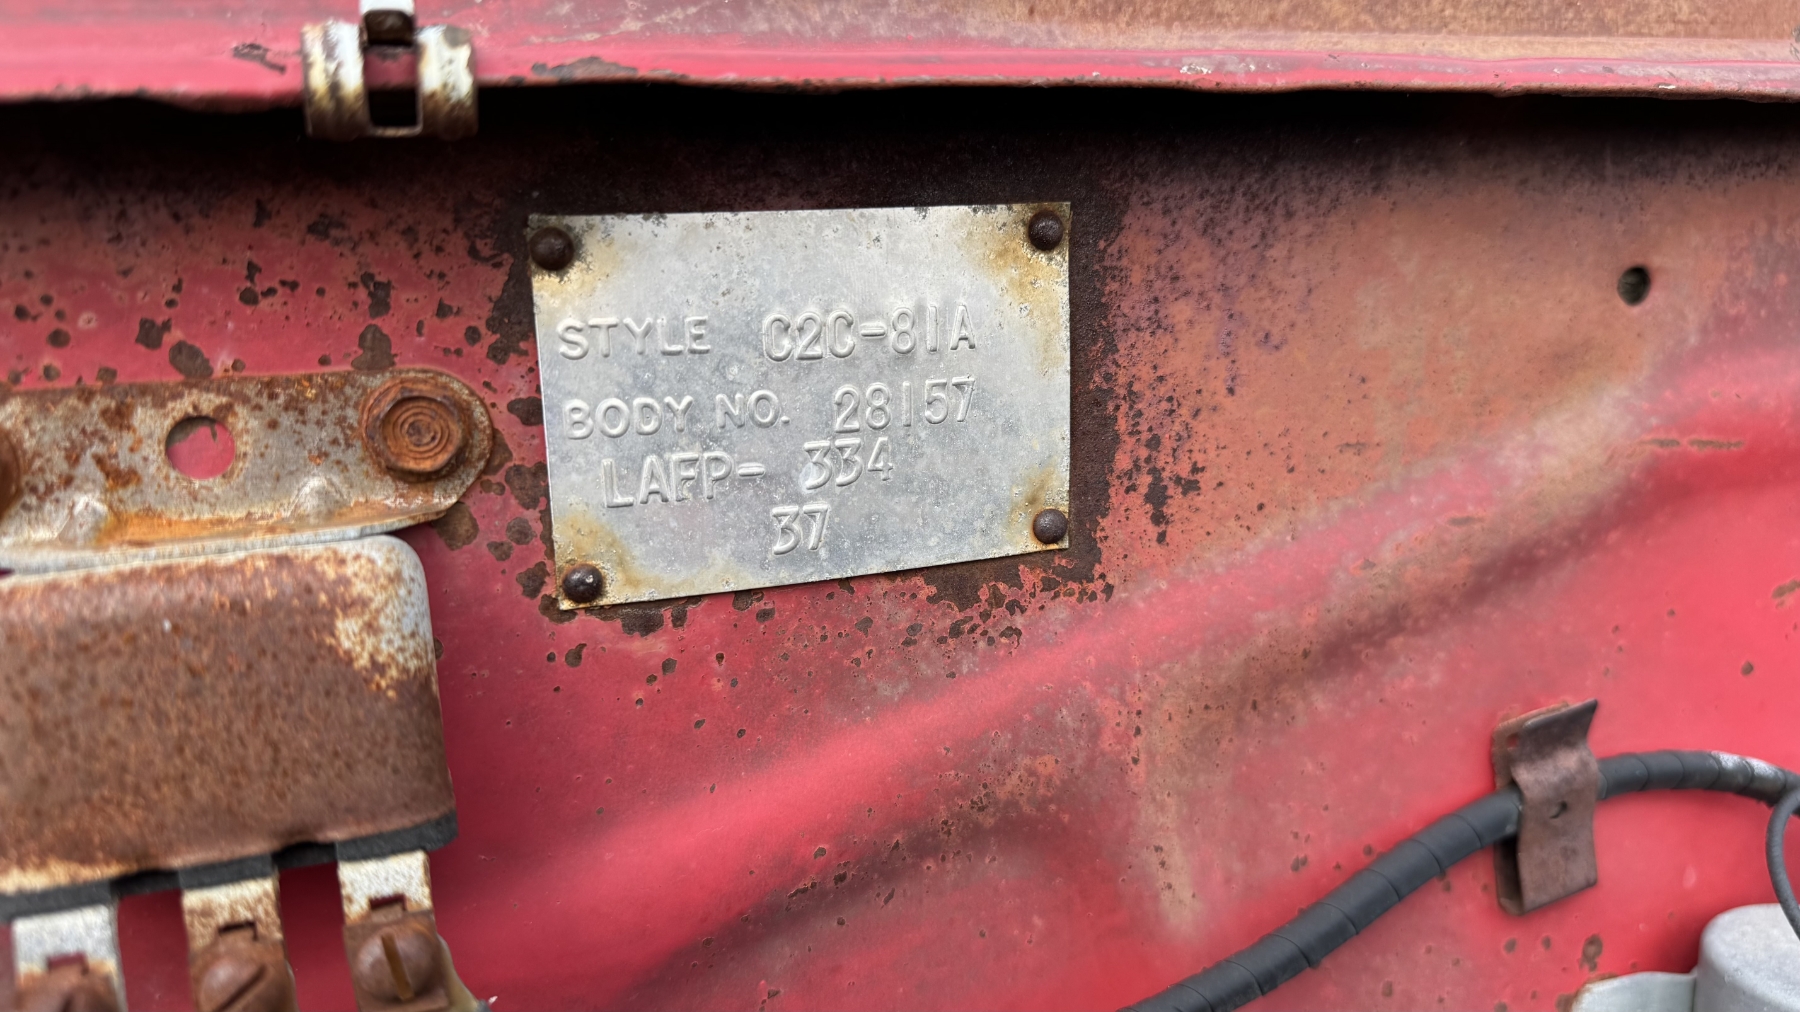 STYLE C2C-81A
BODY NO. 28157
LAFP- 334
37